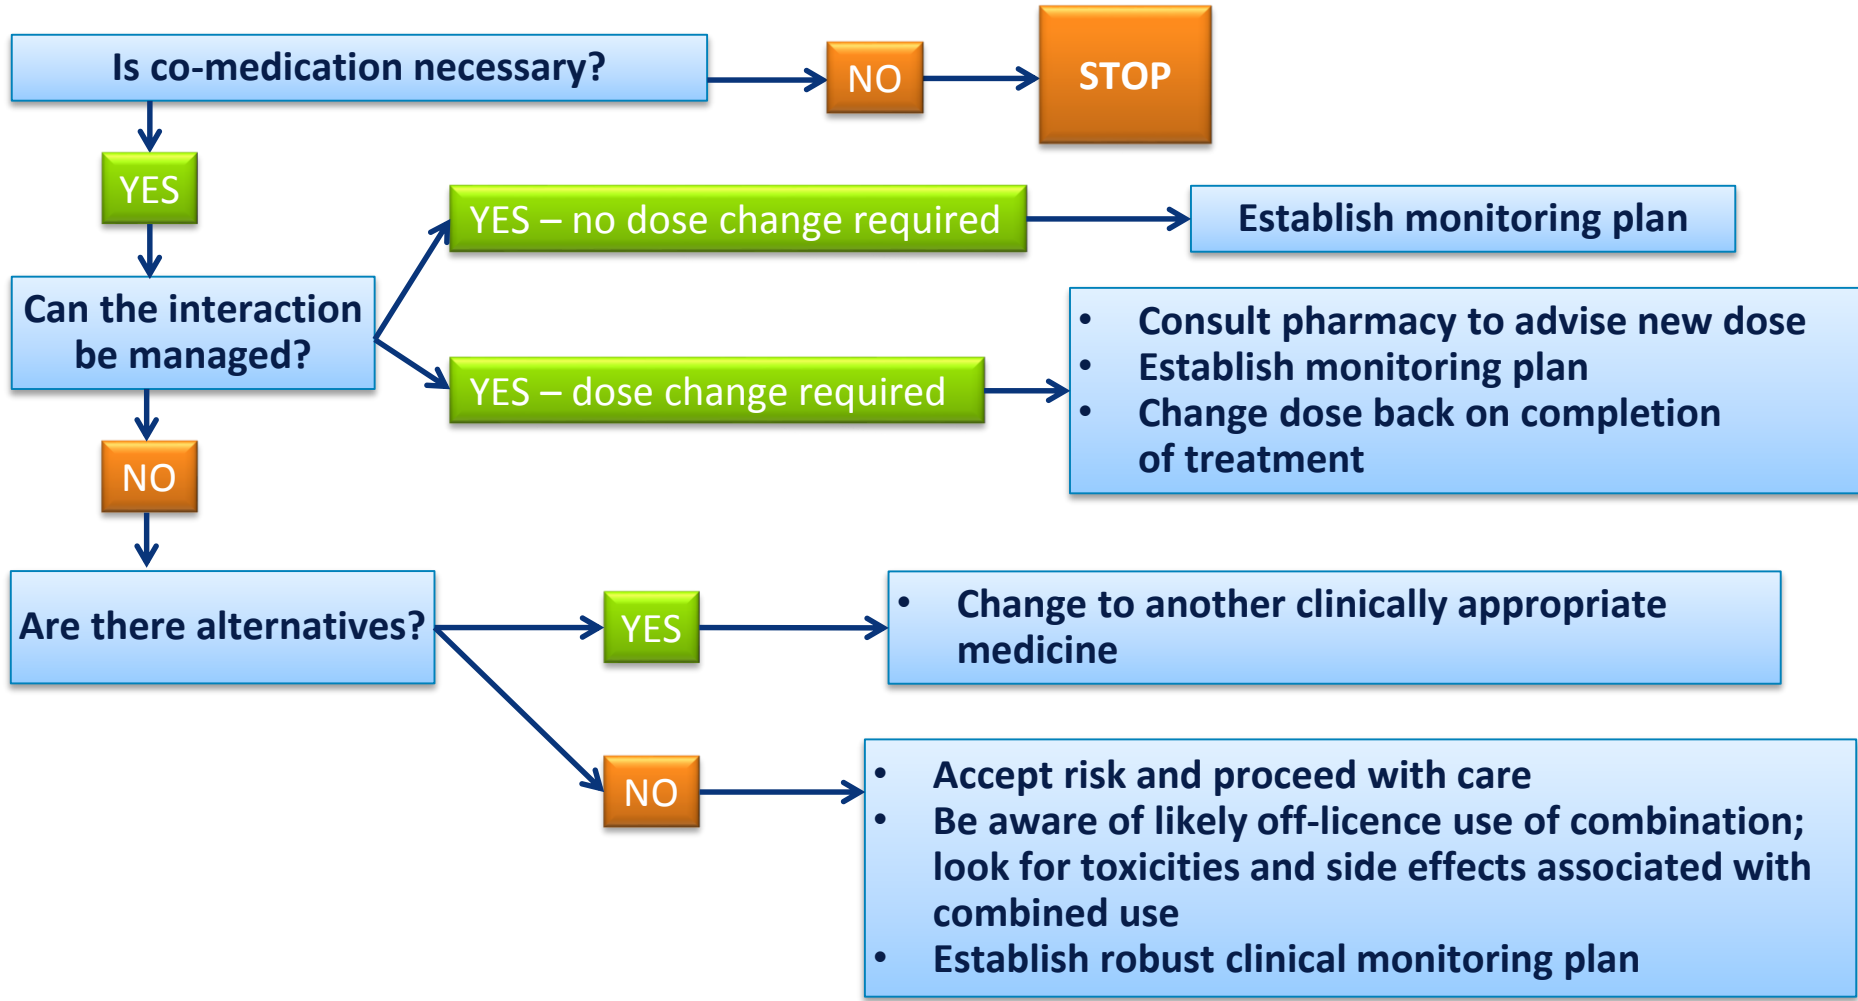 Is co-medication necessary?
NO
STOP
YES
YES – no dose change required
Establish monitoring plan
Can the interaction
be managed?
YES – dose change required
• Consult pharmacy to advise new dose
• Establish monitoring plan
• Change dose back on completion
of treatment
NO
Are there alternatives?
YES
• Change to another clinically appropriate
medicine
NO
• Accept risk and proceed with care
• Be aware of likely off-licence use of combination;
look for toxicities and side effects associated with
combined use
• Establish robust clinical monitoring plan